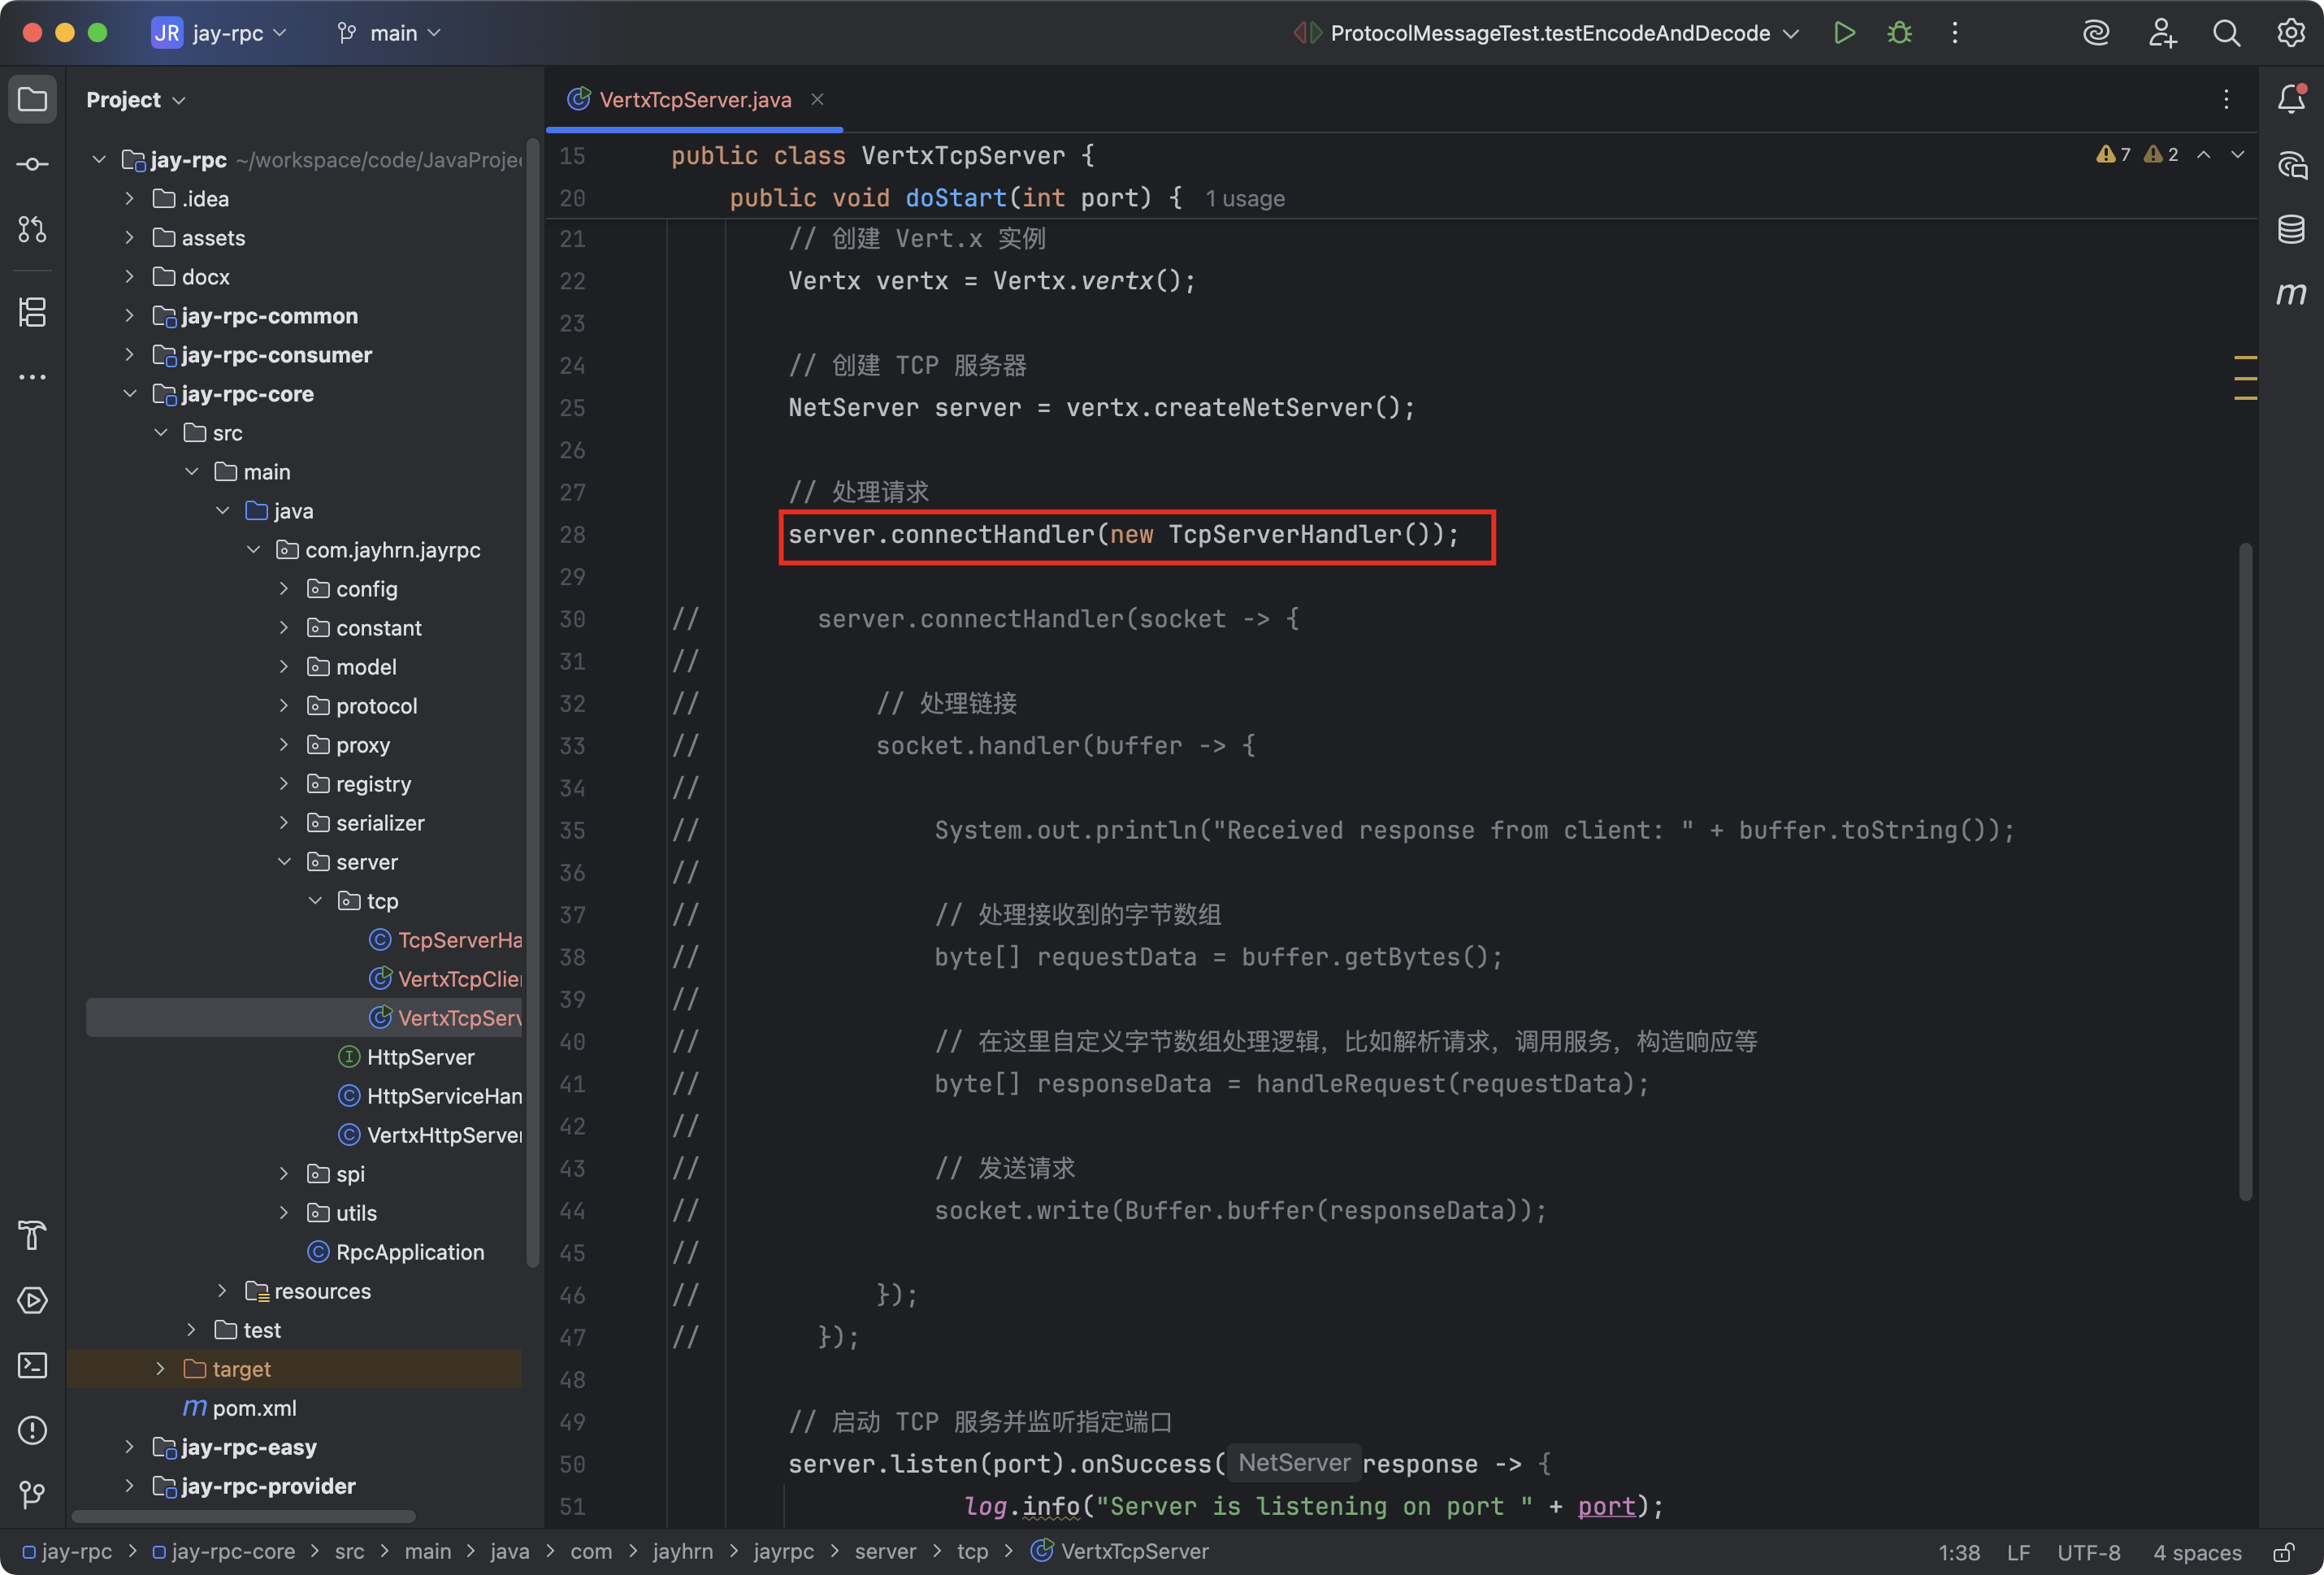 JR jay-rpc main ProtocolMessageTest.testEncodeAndDecode
Project
jay-rpc ~/workspace/code/JavaProje
.idea
assets
docx
jay-rpc-common
jay-rpc-consumer
jay-rpc-core
src
main
java
com.jayhrn.jayrpc
config
constant
model
protocol
proxy
registry
serializer
server
tcp
TcpServerHa
VertxTcpClie
VertxTcpServ
HttpServer
HttpServiceHan
VertxHttpServer
spi
utils
RpcApplication
resources
test
target
pom.xml
jay-rpc-easy
jay-rpc-provider
VertxTcpServer.java
7 2
15 public class VertxTcpServer {
20 public void doStart(int port) { 1 usage
21 // 创建 Vert.x 实例
22 Vertx vertx = Vertx.vertx();
23
24 // 创建 TCP 服务器
25 NetServer server = vertx.createNetServer();
26
27 // 处理请求
28 server.connectHandler(new TcpServerHandler());
29
30 // server.connectHandler(socket -> {
31 //
32 // // 处理链接
33 // socket.handler(buffer -> {
34 //
35 // System.out.println("Received response from client: " + buffer.toString());
36 //
37 // // 处理接收到的字节数组
38 // byte[] requestData = buffer.getBytes();
39 //
40 // // 在这里自定义字节数组处理逻辑，比如解析请求，调用服务，构造响应等
41 // byte[] responseData = handleRequest(requestData);
42 //
43 // // 发送请求
44 // socket.write(Buffer.buffer(responseData));
45 //
46 // });
47 // });
48
49 // 启动 TCP 服务并监听指定端口
50 server.listen(port).onSuccess( NetServer response -> {
51 log.info("Server is listening on port " + port);
jay-rpc > jay-rpc-core > src > main > java > com > jayhrn > jayrpc > server > tcp > VertxTcpServer 1:38 LF UTF-8 4 spaces